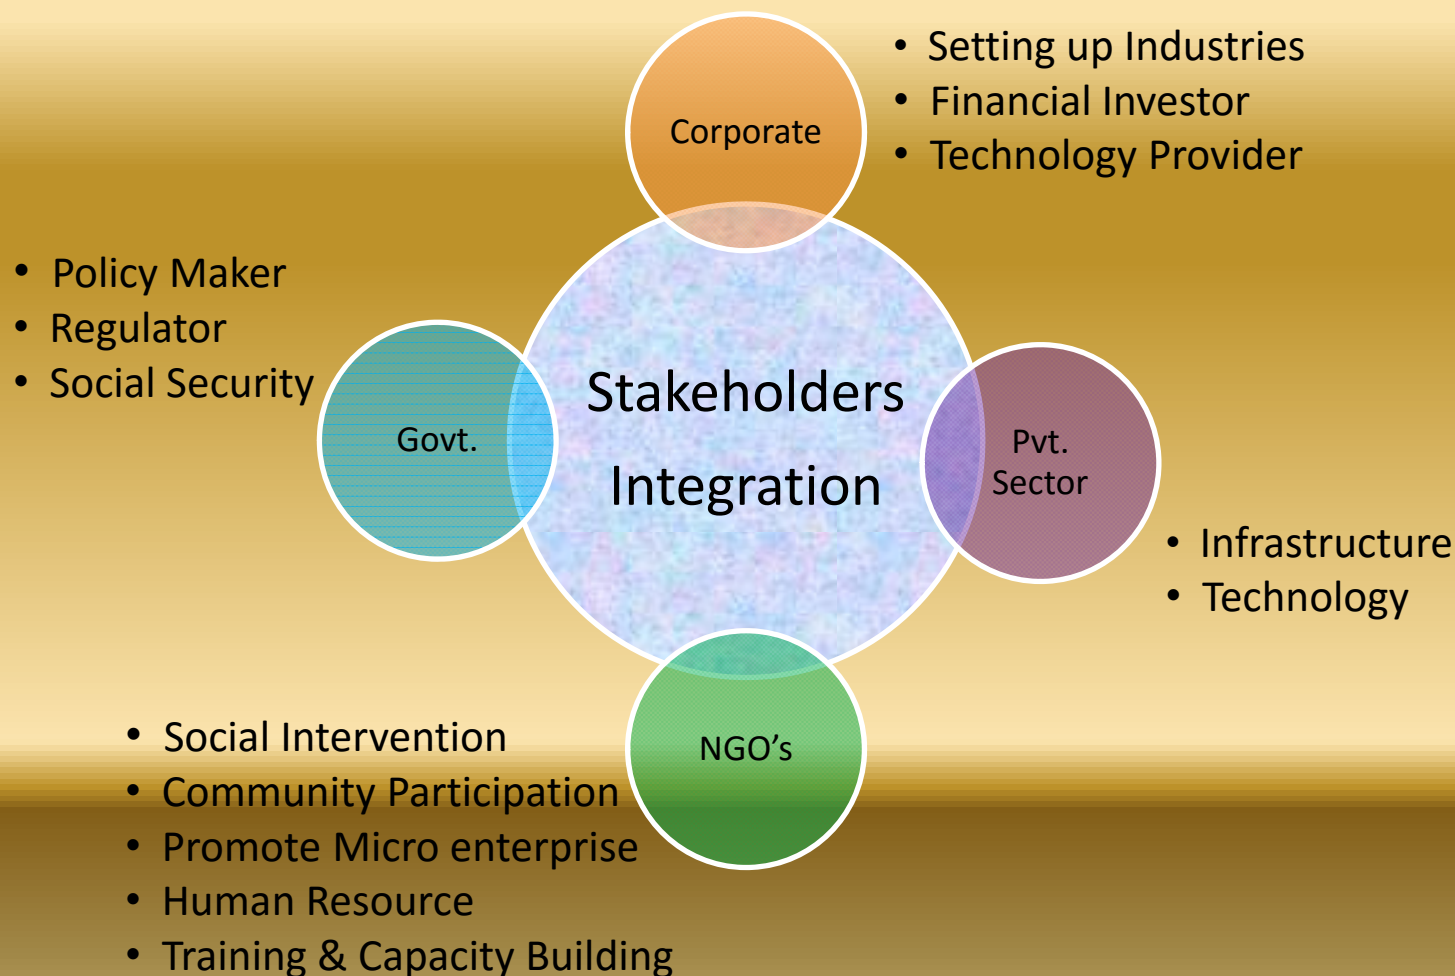 Corporate
• Setting up Industries
• Financial Investor
• Technology Provider
• Policy Maker
• Regulator
• Social Security
Govt.
Stakeholders
Integration
Pvt.
Sector
• Infrastructure
• Technology
NGO’s
• Social Intervention
• Community Participation
• Promote Micro enterprise
• Human Resource
• Training & Capacity Building